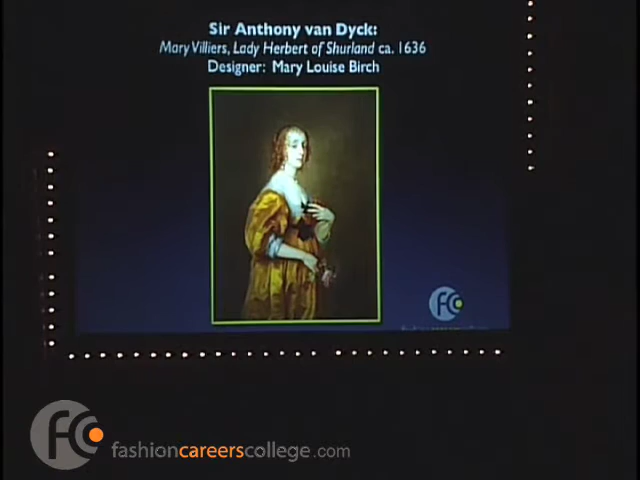 Sir Anthony van Dyck:
Mary Villiers, Lady Herbert of Shurland ca. 1636
Designer: Mary Louise Birch
FC
FC fashioncareerscollege.com